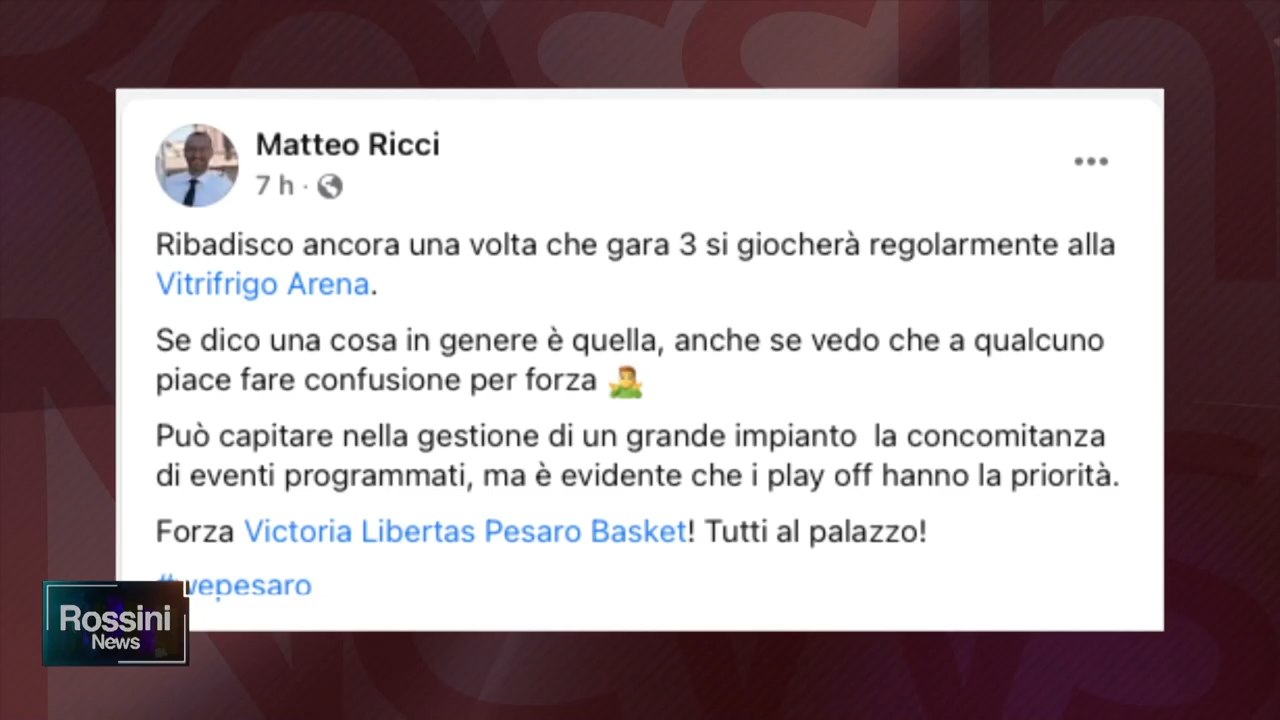 Matteo Ricci
7 h ·
Ribadisco ancora una volta che gara 3 si giocherà regolarmente alla
Vitrifrigo Arena.
Se dico una cosa in genere è quella, anche se vedo che a qualcuno
piace fare confusione per forza 🤷‍♂️
Può capitare nella gestione di un grande impianto  la concomitanza
di eventi programmati, ma è evidente che i play off hanno la priorità.
Forza Victoria Libertas Pesaro Basket! Tutti al palazzo!
#wepesaro
Rossini
News